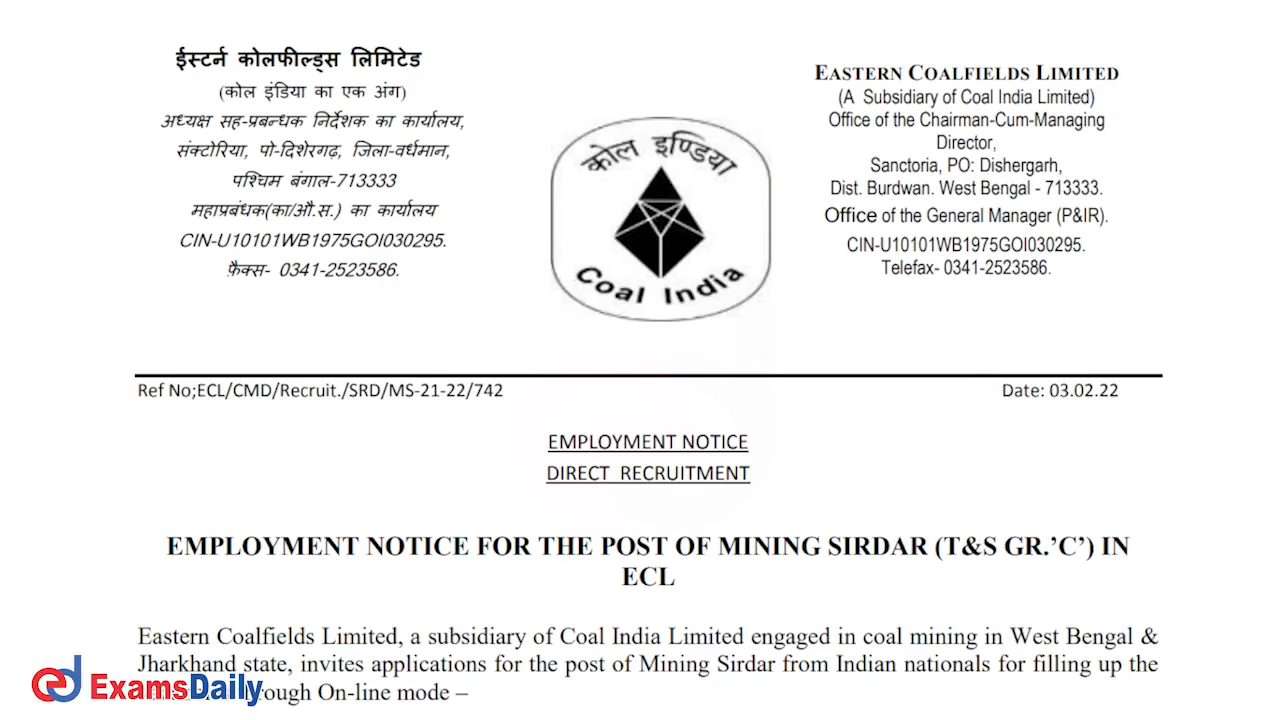 ईस्टर्न कोलफील्ड्स लिमिटेड
(कोल इंडिया का एक अंग)
अध्यक्ष सह-प्रबन्धक निर्देशक का कार्यालय,
संक्टोरिया, पो-दिशेरगढ़, जिला-वर्धमान,
पश्चिम बंगाल-713333
महाप्रबंधक(का/औ.स.) का कार्यालय
CIN-U10101WB1975GOI030295.
फ़ैक्स- 0341-2523586.
कोल इण्डिया
Coal India
EASTERN COALFIELDS LIMITED
(A Subsidiary of Coal India Limited)
Office of the Chairman-Cum-Managing
Director,
Sanctoria, PO: Dishergarh,
Dist. Burdwan. West Bengal - 713333.
Office of the General Manager (P&IR).
CIN-U10101WB1975GOI030295.
Telefax- 0341-2523586.
Ref No;ECL/CMD/Recruit./SRD/MS-21-22/742
Date: 03.02.22
EMPLOYMENT NOTICE
DIRECT RECRUITMENT
EMPLOYMENT NOTICE FOR THE POST OF MINING SIRDAR (T&S GR.’C’) IN
ECL
Eastern Coalfields Limited, a subsidiary of Coal India Limited engaged in coal mining in West Bengal &
Jharkhand state, invites applications for the post of Mining Sirdar from Indian nationals for filling up the
On-line mode –
ExamsDaily